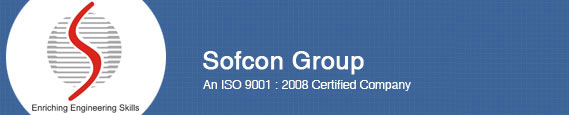 Sofcon Group
An ISO 9001 : 2008 Certified Company
Enriching Engineering Skills